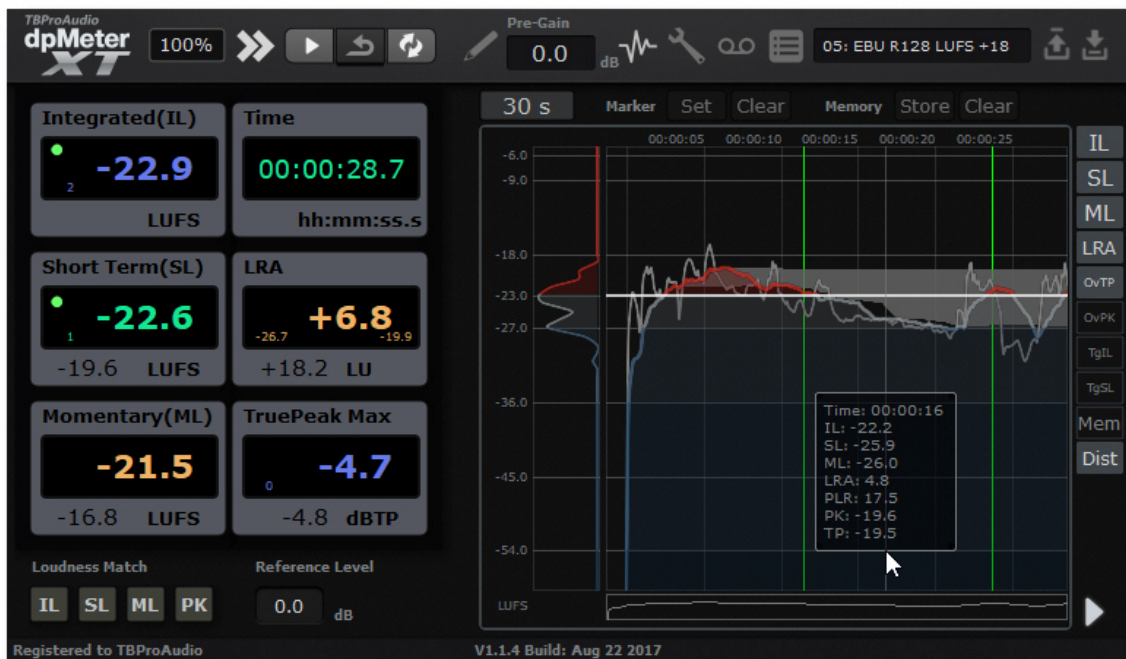 TBProAudio
dpMeter
XT
100%
Pre-Gain
0.0
dB
05: EBU R128 LUFS +18
Integrated(IL)
-22.9
2
LUFS
Time
00:00:28.7
hh:mm:ss.s
Short Term(SL)
-22.6
1
-19.6 LUFS
LRA
+6.8
-26.7 -19.9
+18.2 LU
Momentary(ML)
-21.5
-16.8 LUFS
TruePeak Max
-4.7
0
-4.8 dBTP
Loudness Match
IL SL ML PK
Reference Level
0.0
dB
30 s
Marker Set Clear
Memory Store Clear
00:00:05 00:00:10 00:00:15 00:00:20 00:00:25
-6.0
-9.0
-18.0
-23.0
-27.0
-36.0
-45.0
-54.0
LUFS
Time: 00:00:16
IL: -22.2
SL: -25.9
ML: -26.0
LRA: 4.8
PLR: 17.5
PK: -19.6
TP: -19.5
IL
SL
ML
LRA
OvTP
OvPK
TgIL
TgSL
Mem
Dist
Registered to TBProAudio
V1.1.4 Build: Aug 22 2017